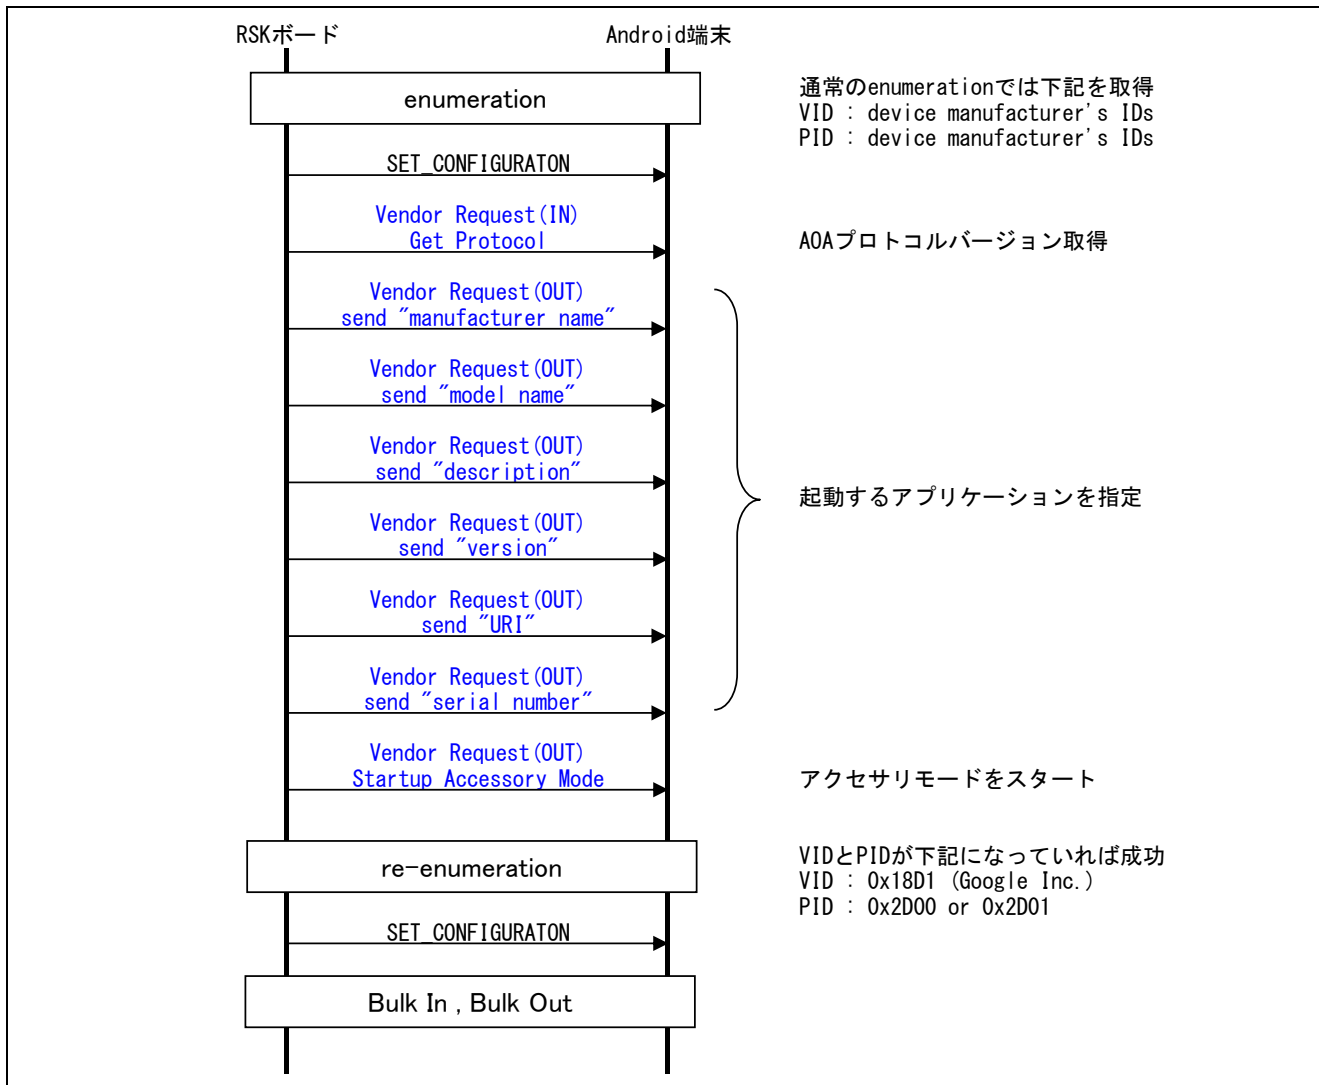 RSKボード
Android端末
enumeration
通常のenumerationでは下記を取得
VID : device manufacturer's IDs
PID : device manufacturer's IDs
SET_CONFIGURATON
Vendor Request(IN)
Get Protocol
AOAプロトコルバージョン取得
Vendor Request(OUT)
send "manufacturer name"
Vendor Request(OUT)
send "model name"
Vendor Request(OUT)
send "description"
起動するアプリケーションを指定
Vendor Request(OUT)
send "version"
Vendor Request(OUT)
send "URI"
Vendor Request(OUT)
send "serial number"
Vendor Request(OUT)
Startup Accessory Mode
アクセサリモードをスタート
re-enumeration
VIDとPIDが下記になっていれば成功
VID : 0x18D1 (Google Inc.)
PID : 0x2D00 or 0x2D01
SET_CONFIGURATON
Bulk In , Bulk Out